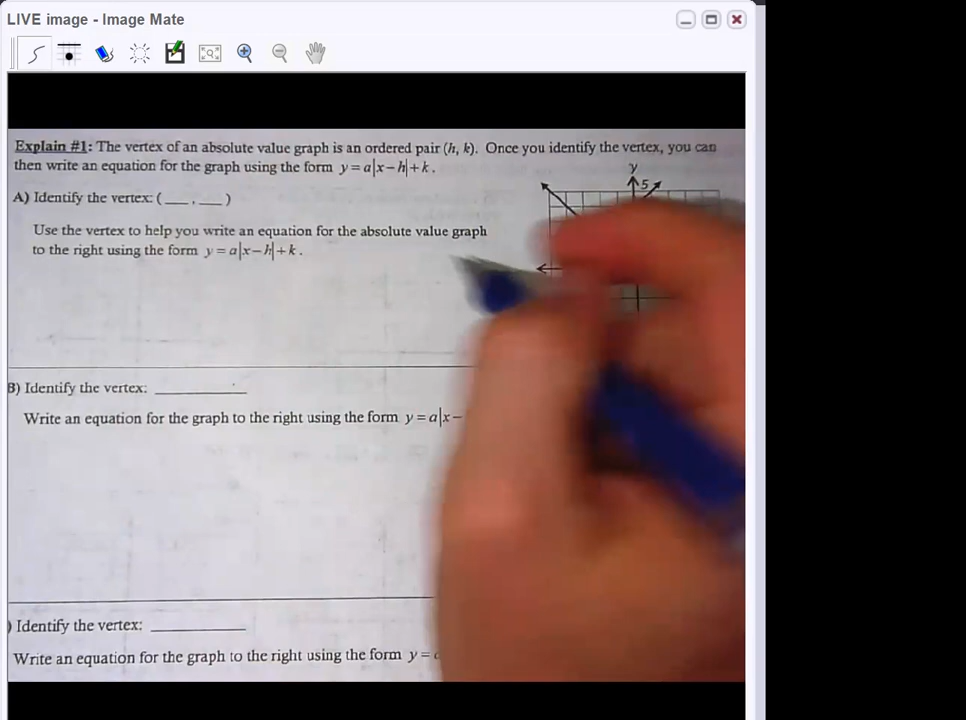 LIVE image - Image Mate
Explain #1: The vertex of an absolute value graph is an ordered pair (h, k). Once you identify the vertex, you can
then write an equation for the graph using the form y = a|x − h| + k.
y
5
A) Identify the vertex: ( ___ , ___ )
Use the vertex to help you write an equation for the absolute value graph
to the right using the form y = a|x − h| + k.
B) Identify the vertex: __________
Write an equation for the graph to the right using the form y = a|x −
) Identify the vertex: __________
Write an equation for the graph to the right using the form y =